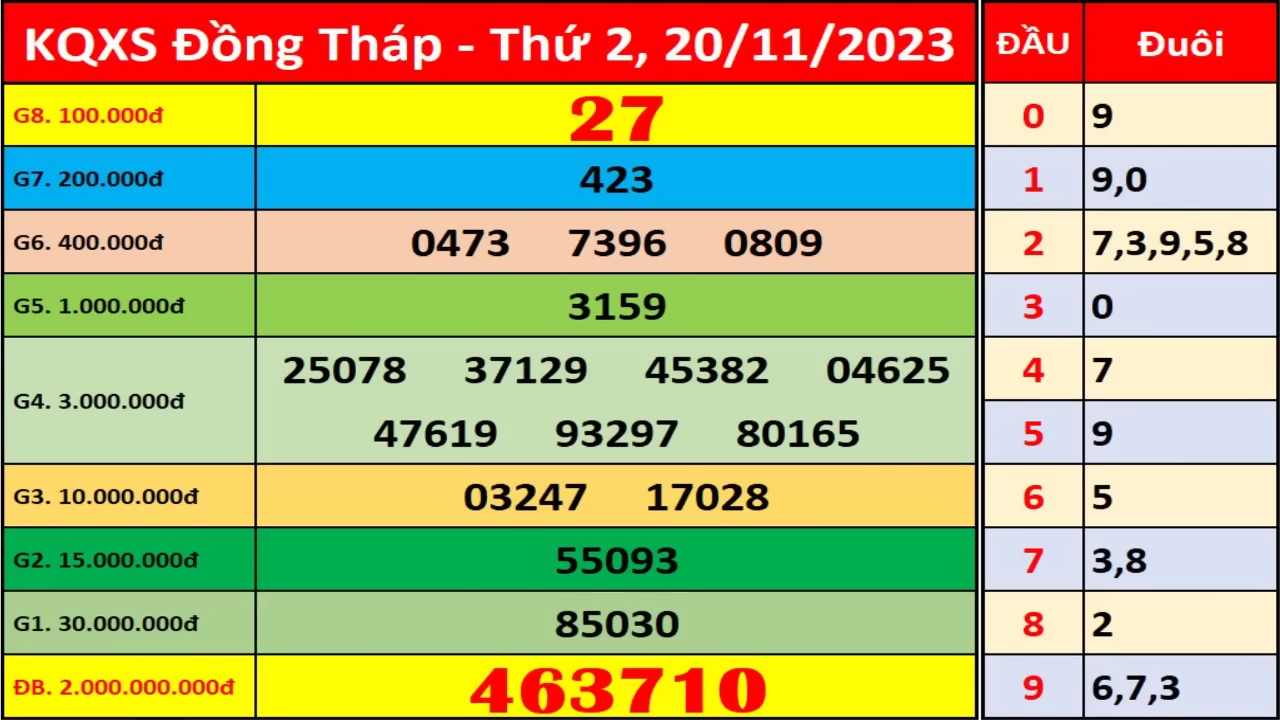 KQXS Đồng Tháp - Thứ 2, 20/11/2023
G8. 100.000đ 27
G7. 200.000đ 423
G6. 400.000đ 0473 7396 0809
G5. 1.000.000đ 3159
G4. 3.000.000đ 25078 37129 45382 04625
47619 93297 80165
G3. 10.000.000đ 03247 17028
G2. 15.000.000đ 55093
G1. 30.000.000đ 85030
ĐB. 2.000.000.000đ 463710
ĐẦU Đuôi
0 9
1 9,0
2 7,3,9,5,8
3 0
4 7
5 9
6 5
7 3,8
8 2
9 6,7,3